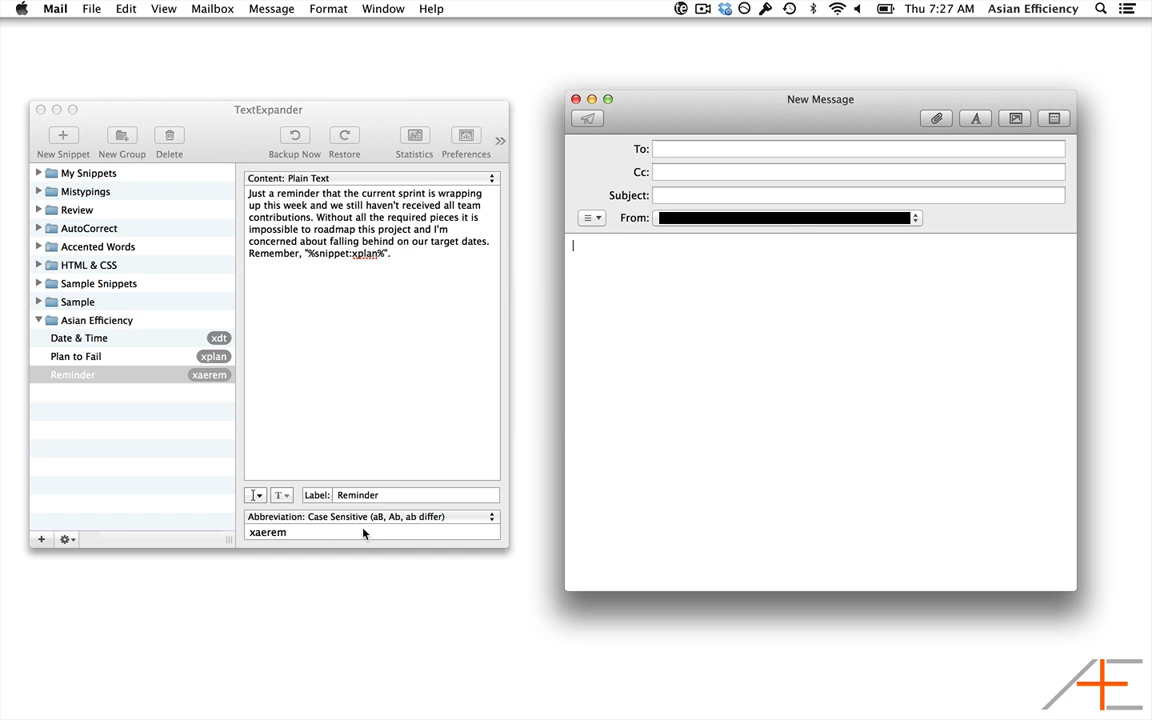 Mail File Edit View Mailbox Message Format Window Help Thu 7:27 AM Asian Efficiency
TextExpander
New Snippet New Group Delete Backup Now Restore Statistics Preferences »
My Snippets
Mistypings
Review
AutoCorrect
Accented Words
HTML & CSS
Sample Snippets
Sample
Asian Efficiency
Date & Time xdt
Plan to Fail xplan
Reminder xaerem
Content: Plain Text
Just a reminder that the current sprint is wrapping
up this week and we still haven't received all team
contributions. Without all the required pieces it is
impossible to roadmap this project and I'm
concerned about falling behind on our target dates.
Remember, "%snippet:xplan%".
Label: Reminder
Abbreviation: Case Sensitive (aB, Ab, ab differ)
xaerem
New Message
To:
Cc:
Subject:
From:
AE